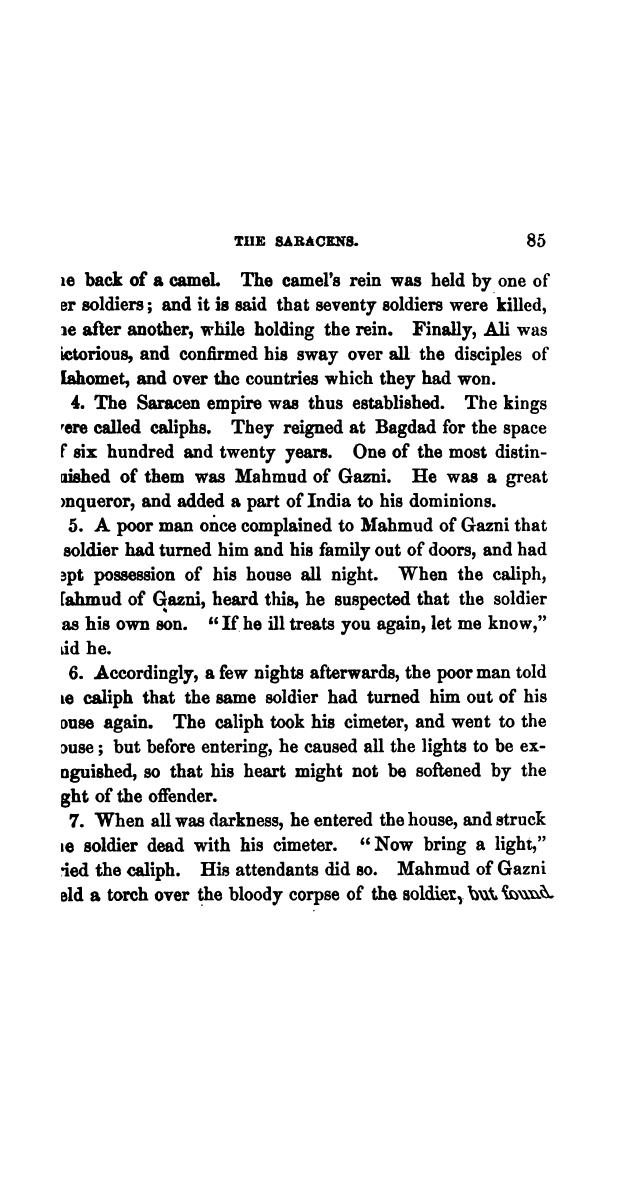 THE SARACENS. 85
ıe back of a camel. The camel's rein was held by one of
er soldiers; and it is said that seventy soldiers were killed,
ıe after another, while holding the rein. Finally, Ali was
ictorious, and confirmed his sway over all the disciples of
Iahomet, and over the countries which they had won.
4. The Saracen empire was thus established. The kings
ere called caliphs. They reigned at Bagdad for the space
f six hundred and twenty years. One of the most distin-
uished of them was Mahmud of Gazni. He was a great
onqueror, and added a part of India to his dominions.
5. A poor man once complained to Mahmud of Gazni that
soldier had turned him and his family out of doors, and had
ept possession of his house all night. When the caliph,
Iahmud of Gazni, heard this, he suspected that the soldier
as his own son. "If he ill treats you again, let me know,"
aid he.
6. Accordingly, a few nights afterwards, the poor man told
ıe caliph that the same soldier had turned him out of his
ouse again. The caliph took his cimeter, and went to the
ouse; but before entering, he caused all the lights to be ex-
nguished, so that his heart might not be softened by the
ght of the offender.
7. When all was darkness, he entered the house, and struck
ıe soldier dead with his cimeter. "Now bring a light,"
ried the caliph. His attendants did so. Mahmud of Gazni
eld a torch over the bloody corpse of the soldier, but found